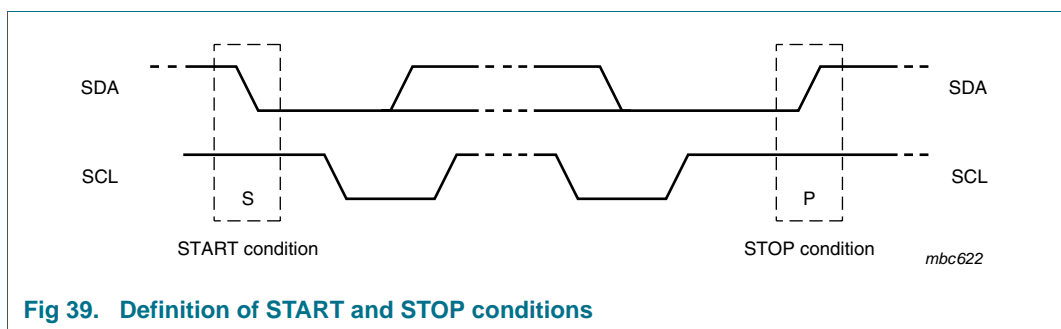 SDA
SDA
SCL
SCL
S
P
START condition
STOP condition
mbc622
Fig 39. Definition of START and STOP conditions